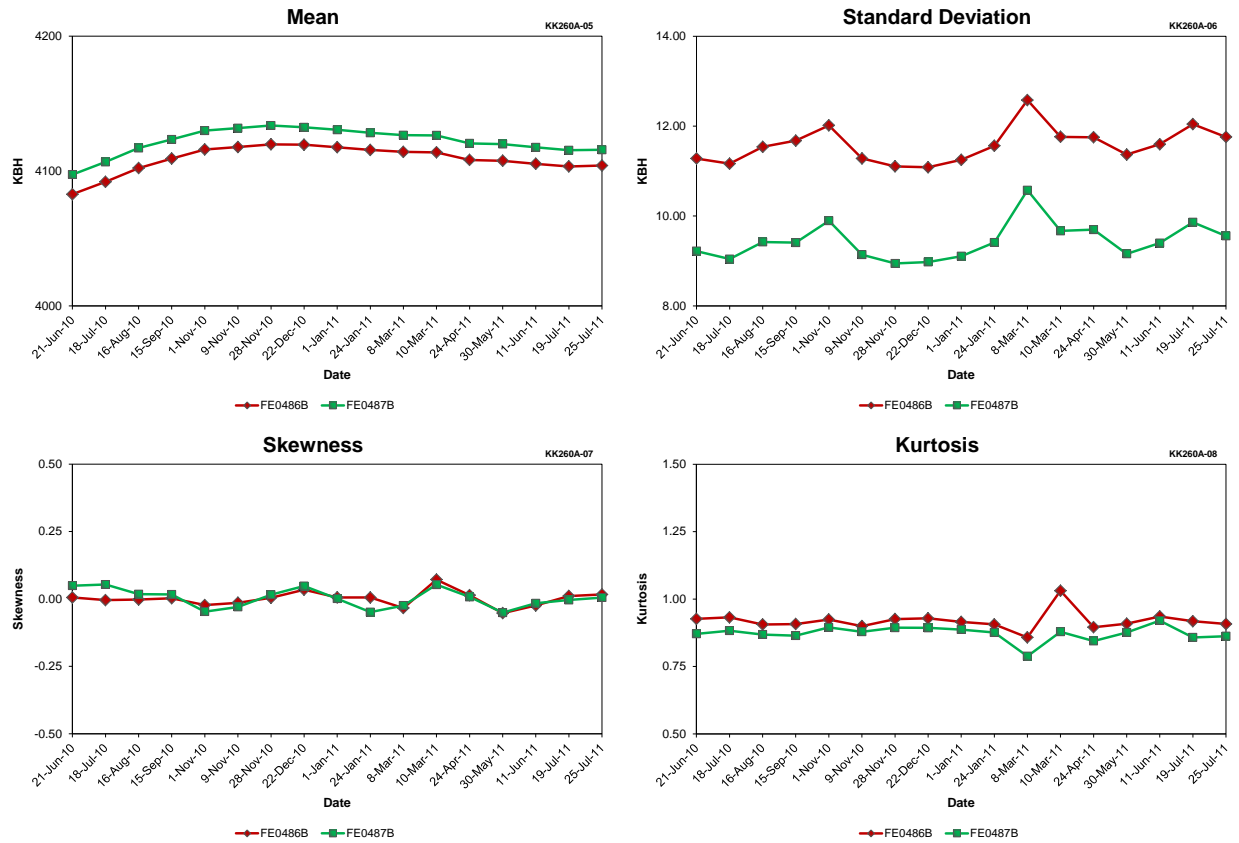 Mean
KK260A-05
4200
4100
4000
KBH
21-Jun-10
18-Jul-10
16-Aug-10
15-Sep-10
1-Nov-10
9-Nov-10
28-Nov-10
22-Dec-10
1-Jan-11
24-Jan-11
8-Mar-11
10-Mar-11
24-Apr-11
30-May-11
11-Jun-11
19-Jul-11
25-Jul-11
Date
FE0486B FE0487B
Standard Deviation
KK260A-06
14.00
12.00
10.00
8.00
KBH
21-Jun-10
18-Jul-10
16-Aug-10
15-Sep-10
1-Nov-10
9-Nov-10
28-Nov-10
22-Dec-10
1-Jan-11
24-Jan-11
8-Mar-11
10-Mar-11
24-Apr-11
30-May-11
11-Jun-11
19-Jul-11
25-Jul-11
Date
FE0486B FE0487B
Skewness
KK260A-07
0.50
0.25
0.00
-0.25
-0.50
Skewness
21-Jun-10
18-Jul-10
16-Aug-10
15-Sep-10
1-Nov-10
9-Nov-10
28-Nov-10
22-Dec-10
1-Jan-11
24-Jan-11
8-Mar-11
10-Mar-11
24-Apr-11
30-May-11
11-Jun-11
19-Jul-11
25-Jul-11
Date
FE0486B FE0487B
Kurtosis
KK260A-08
1.50
1.25
1.00
0.75
0.50
Kurtosis
21-Jun-10
18-Jul-10
16-Aug-10
15-Sep-10
1-Nov-10
9-Nov-10
28-Nov-10
22-Dec-10
1-Jan-11
24-Jan-11
8-Mar-11
10-Mar-11
24-Apr-11
30-May-11
11-Jun-11
19-Jul-11
25-Jul-11
Date
FE0486B FE0487B